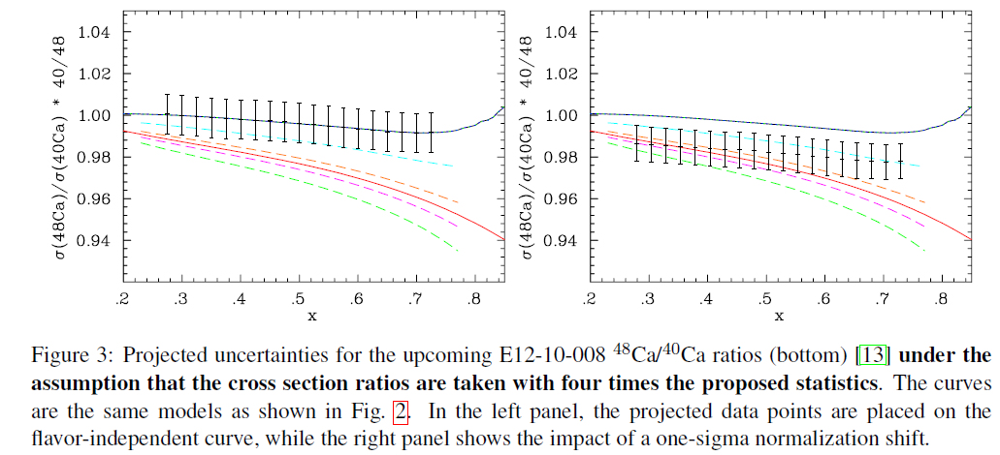 1.04
1.02
1.00
0.98
0.96
0.94
σ(48Ca)/σ(40Ca) * 40/48
.2 .3 .4 .5 .6 .7 .8
x
1.04
1.02
1.00
0.98
0.96
0.94
σ(48Ca)/σ(40Ca) * 40/48
.2 .3 .4 .5 .6 .7 .8
x
Figure 3: Projected uncertainties for the upcoming E12-10-008 ⁴⁸Ca/⁴⁰Ca ratios (bottom) [13] under the
assumption that the cross section ratios are taken with four times the proposed statistics. The curves
are the same models as shown in Fig. 2. In the left panel, the projected data points are placed on the
flavor-independent curve, while the right panel shows the impact of a one-sigma normalization shift.